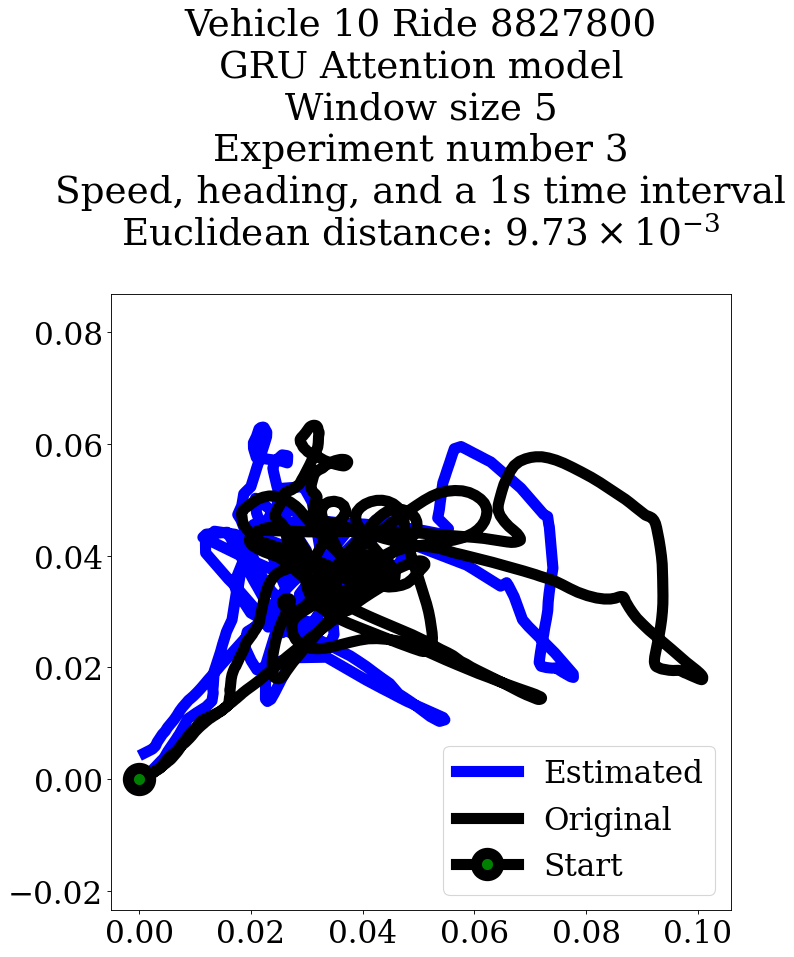 Vehicle 10 Ride 8827800
GRU Attention model
Window size 5
Experiment number 3
Speed, heading, and a 1s time interval
Euclidean distance: 9.73 × 10⁻³
0.08
0.06
0.04
0.02
0.00
−0.02
Estimated
Original
Start
0.00 0.02 0.04 0.06 0.08 0.10